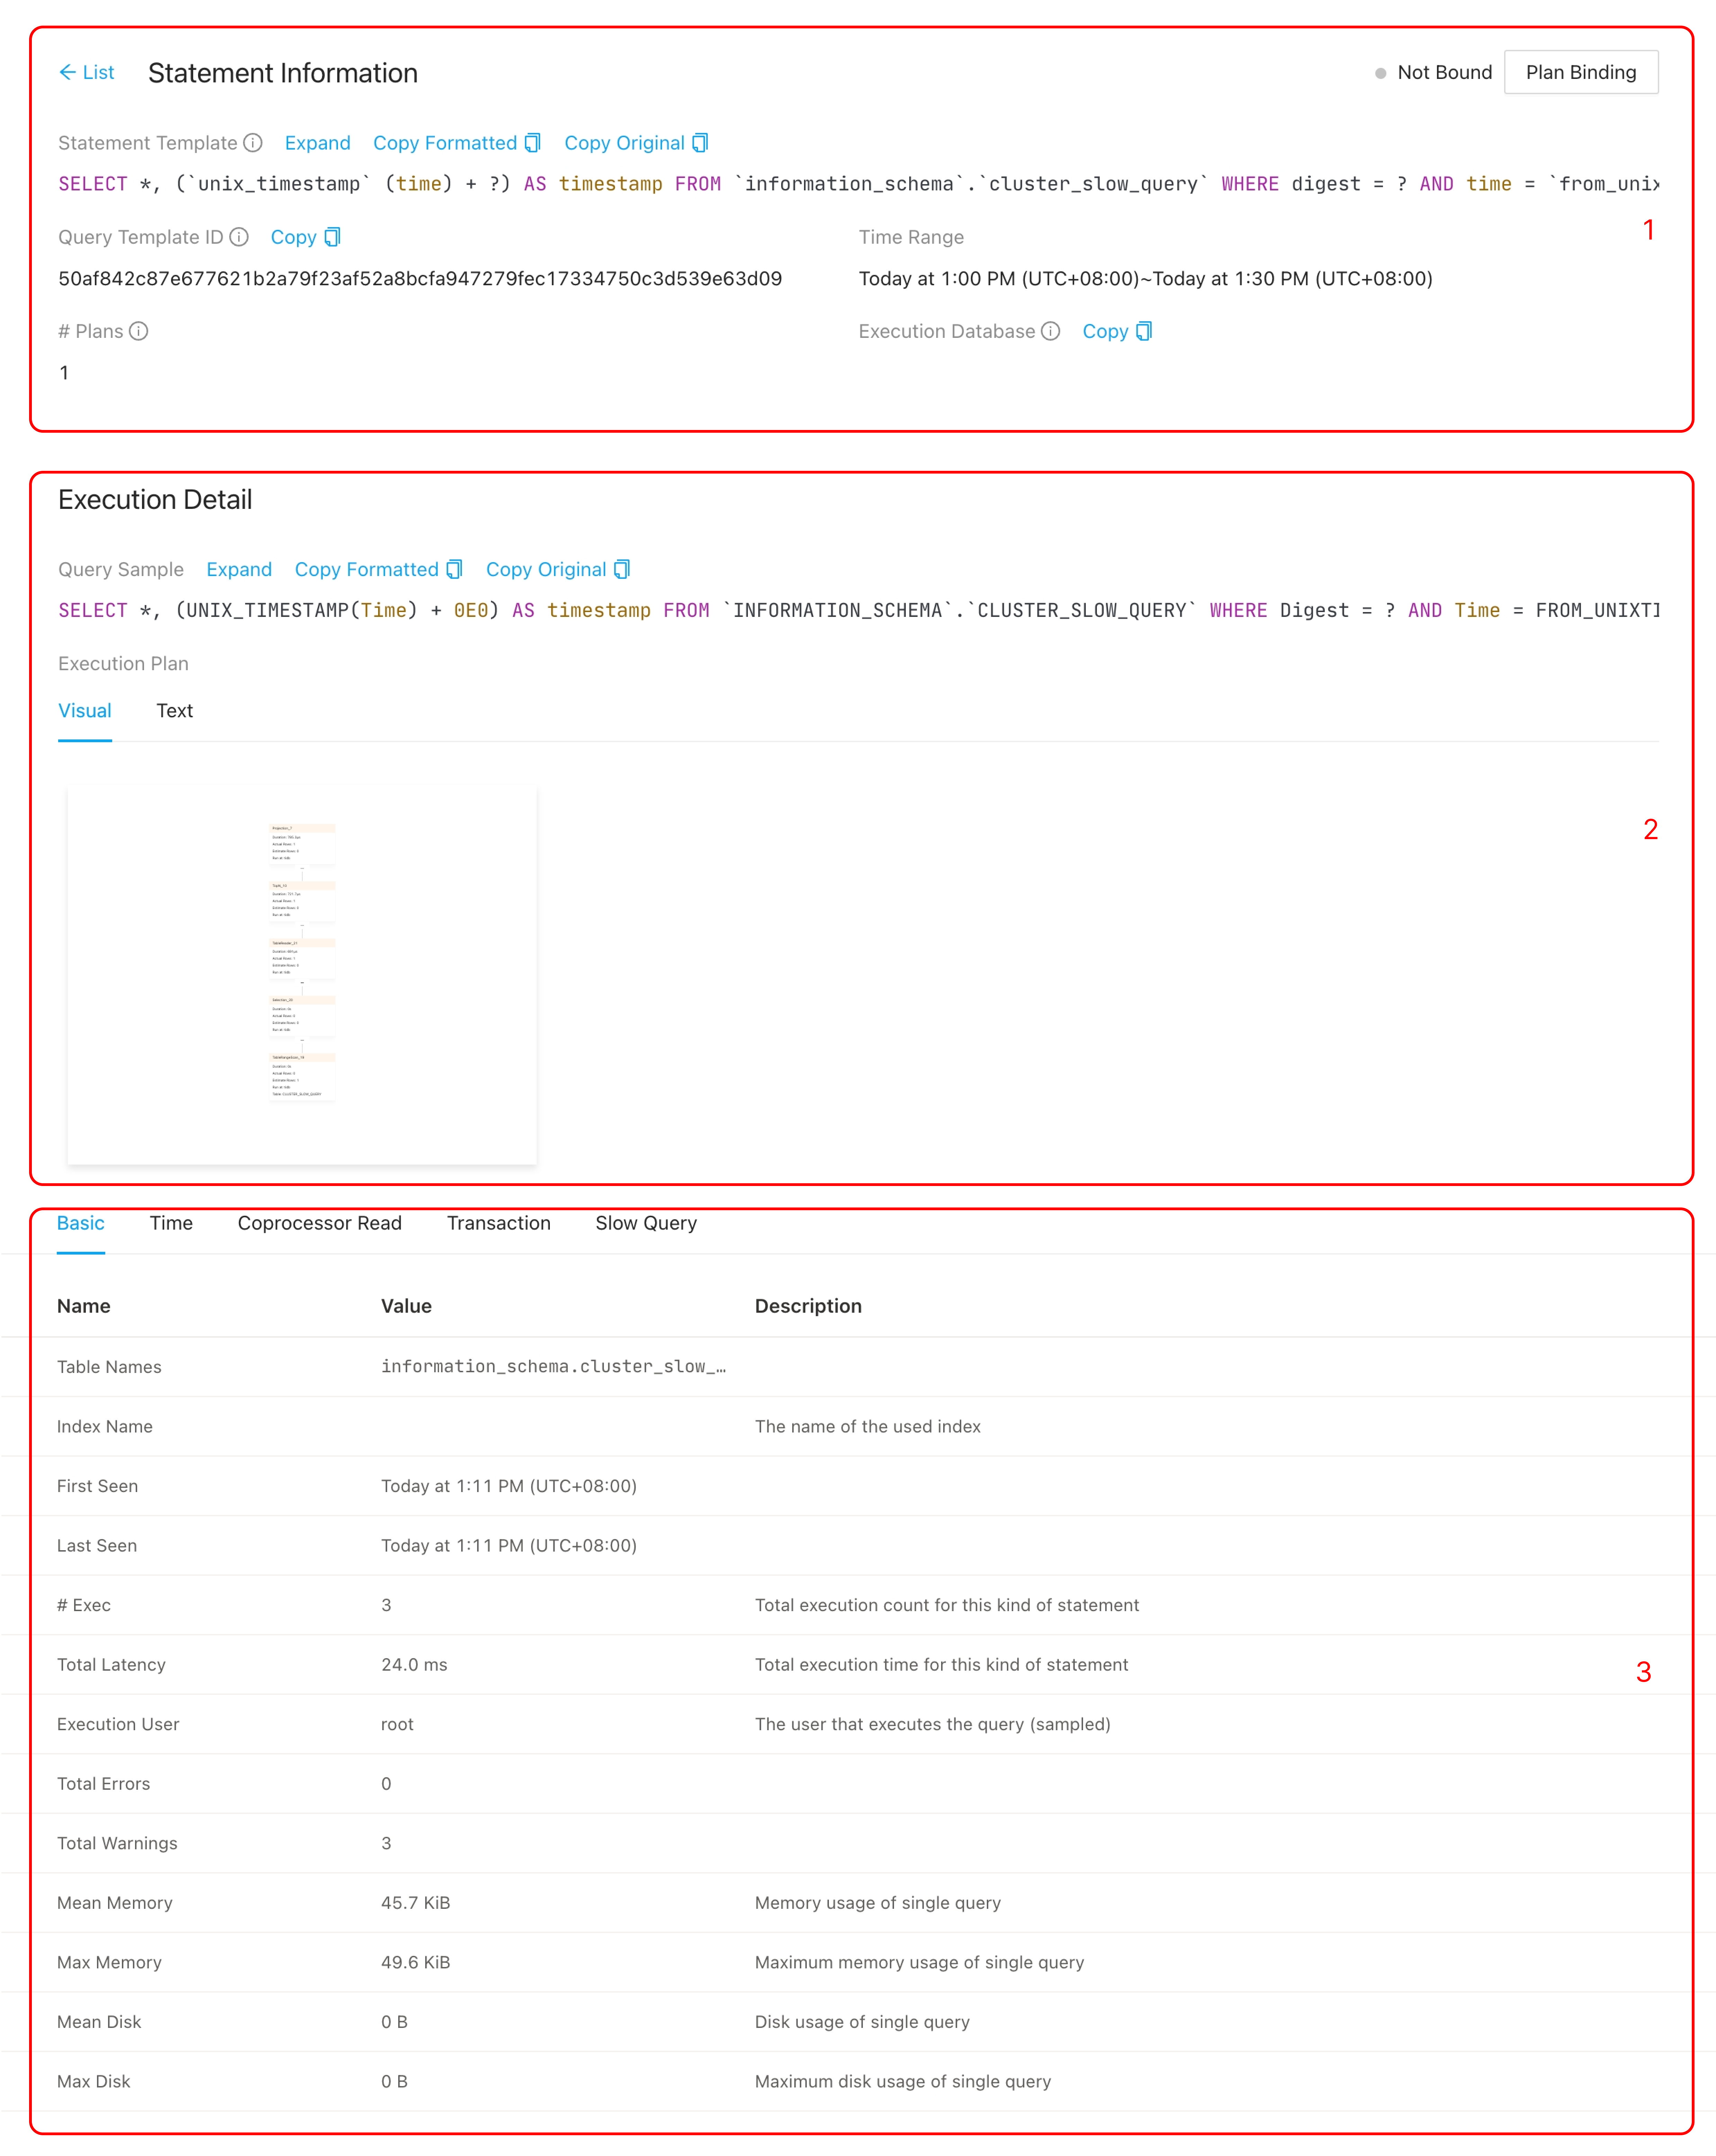 List Statement Information Not Bound Plan Binding
Statement Template Expand Copy Formatted Copy Original
SELECT *, (`unix_timestamp` (time) + ?) AS timestamp FROM `information_schema`.`cluster_slow_query` WHERE digest = ? AND time = `from_unix
Query Template ID Copy Time Range
1
50af842c87e677621b2a79f23af52a8bcfa947279fec17334750c3d539e63d09 Today at 1:00 PM (UTC+08:00)~Today at 1:30 PM (UTC+08:00)
# Plans Execution Database Copy
1
Execution Detail
Query Sample Expand Copy Formatted Copy Original
SELECT *, (UNIX_TIMESTAMP(Time) + 0E0) AS timestamp FROM `INFORMATION_SCHEMA`.`CLUSTER_SLOW_QUERY` WHERE Digest = ? AND Time = FROM_UNIXTI
Execution Plan
Visual Text
2
Basic Time Coprocessor Read Transaction Slow Query
Name Value Description
Table Names information_schema.cluster_slow_…
Index Name The name of the used index
First Seen Today at 1:11 PM (UTC+08:00)
Last Seen Today at 1:11 PM (UTC+08:00)
# Exec 3 Total execution count for this kind of statement
Total Latency 24.0 ms Total execution time for this kind of statement
3
Execution User root The user that executes the query (sampled)
Total Errors 0
Total Warnings 3
Mean Memory 45.7 KiB Memory usage of single query
Max Memory 49.6 KiB Maximum memory usage of single query
Mean Disk 0 B Disk usage of single query
Max Disk 0 B Maximum disk usage of single query